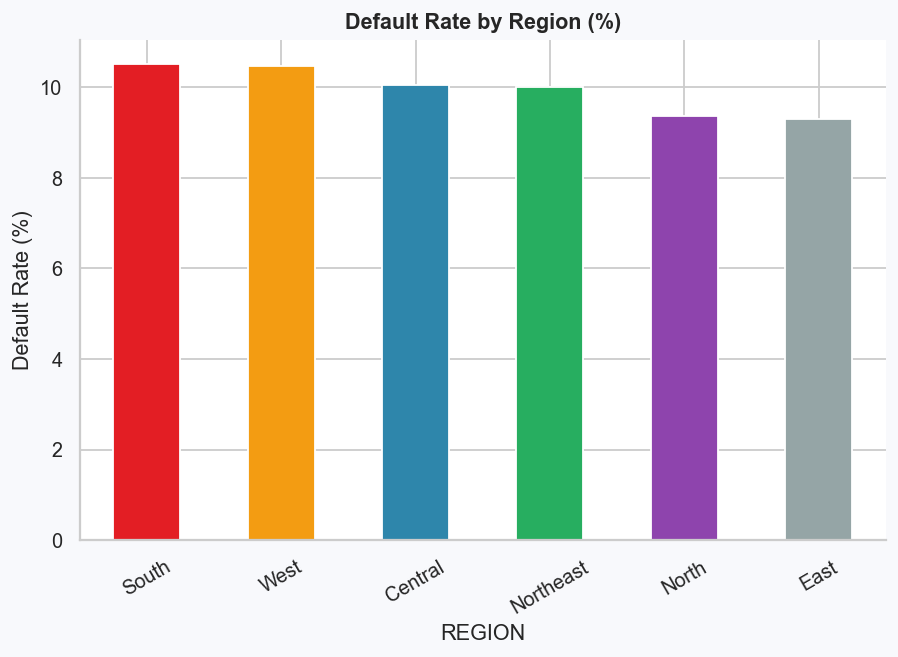 Default Rate by Region (%)
Default Rate (%)
10
8
6
4
2
0
South
West
Central
Northeast
North
East
REGION